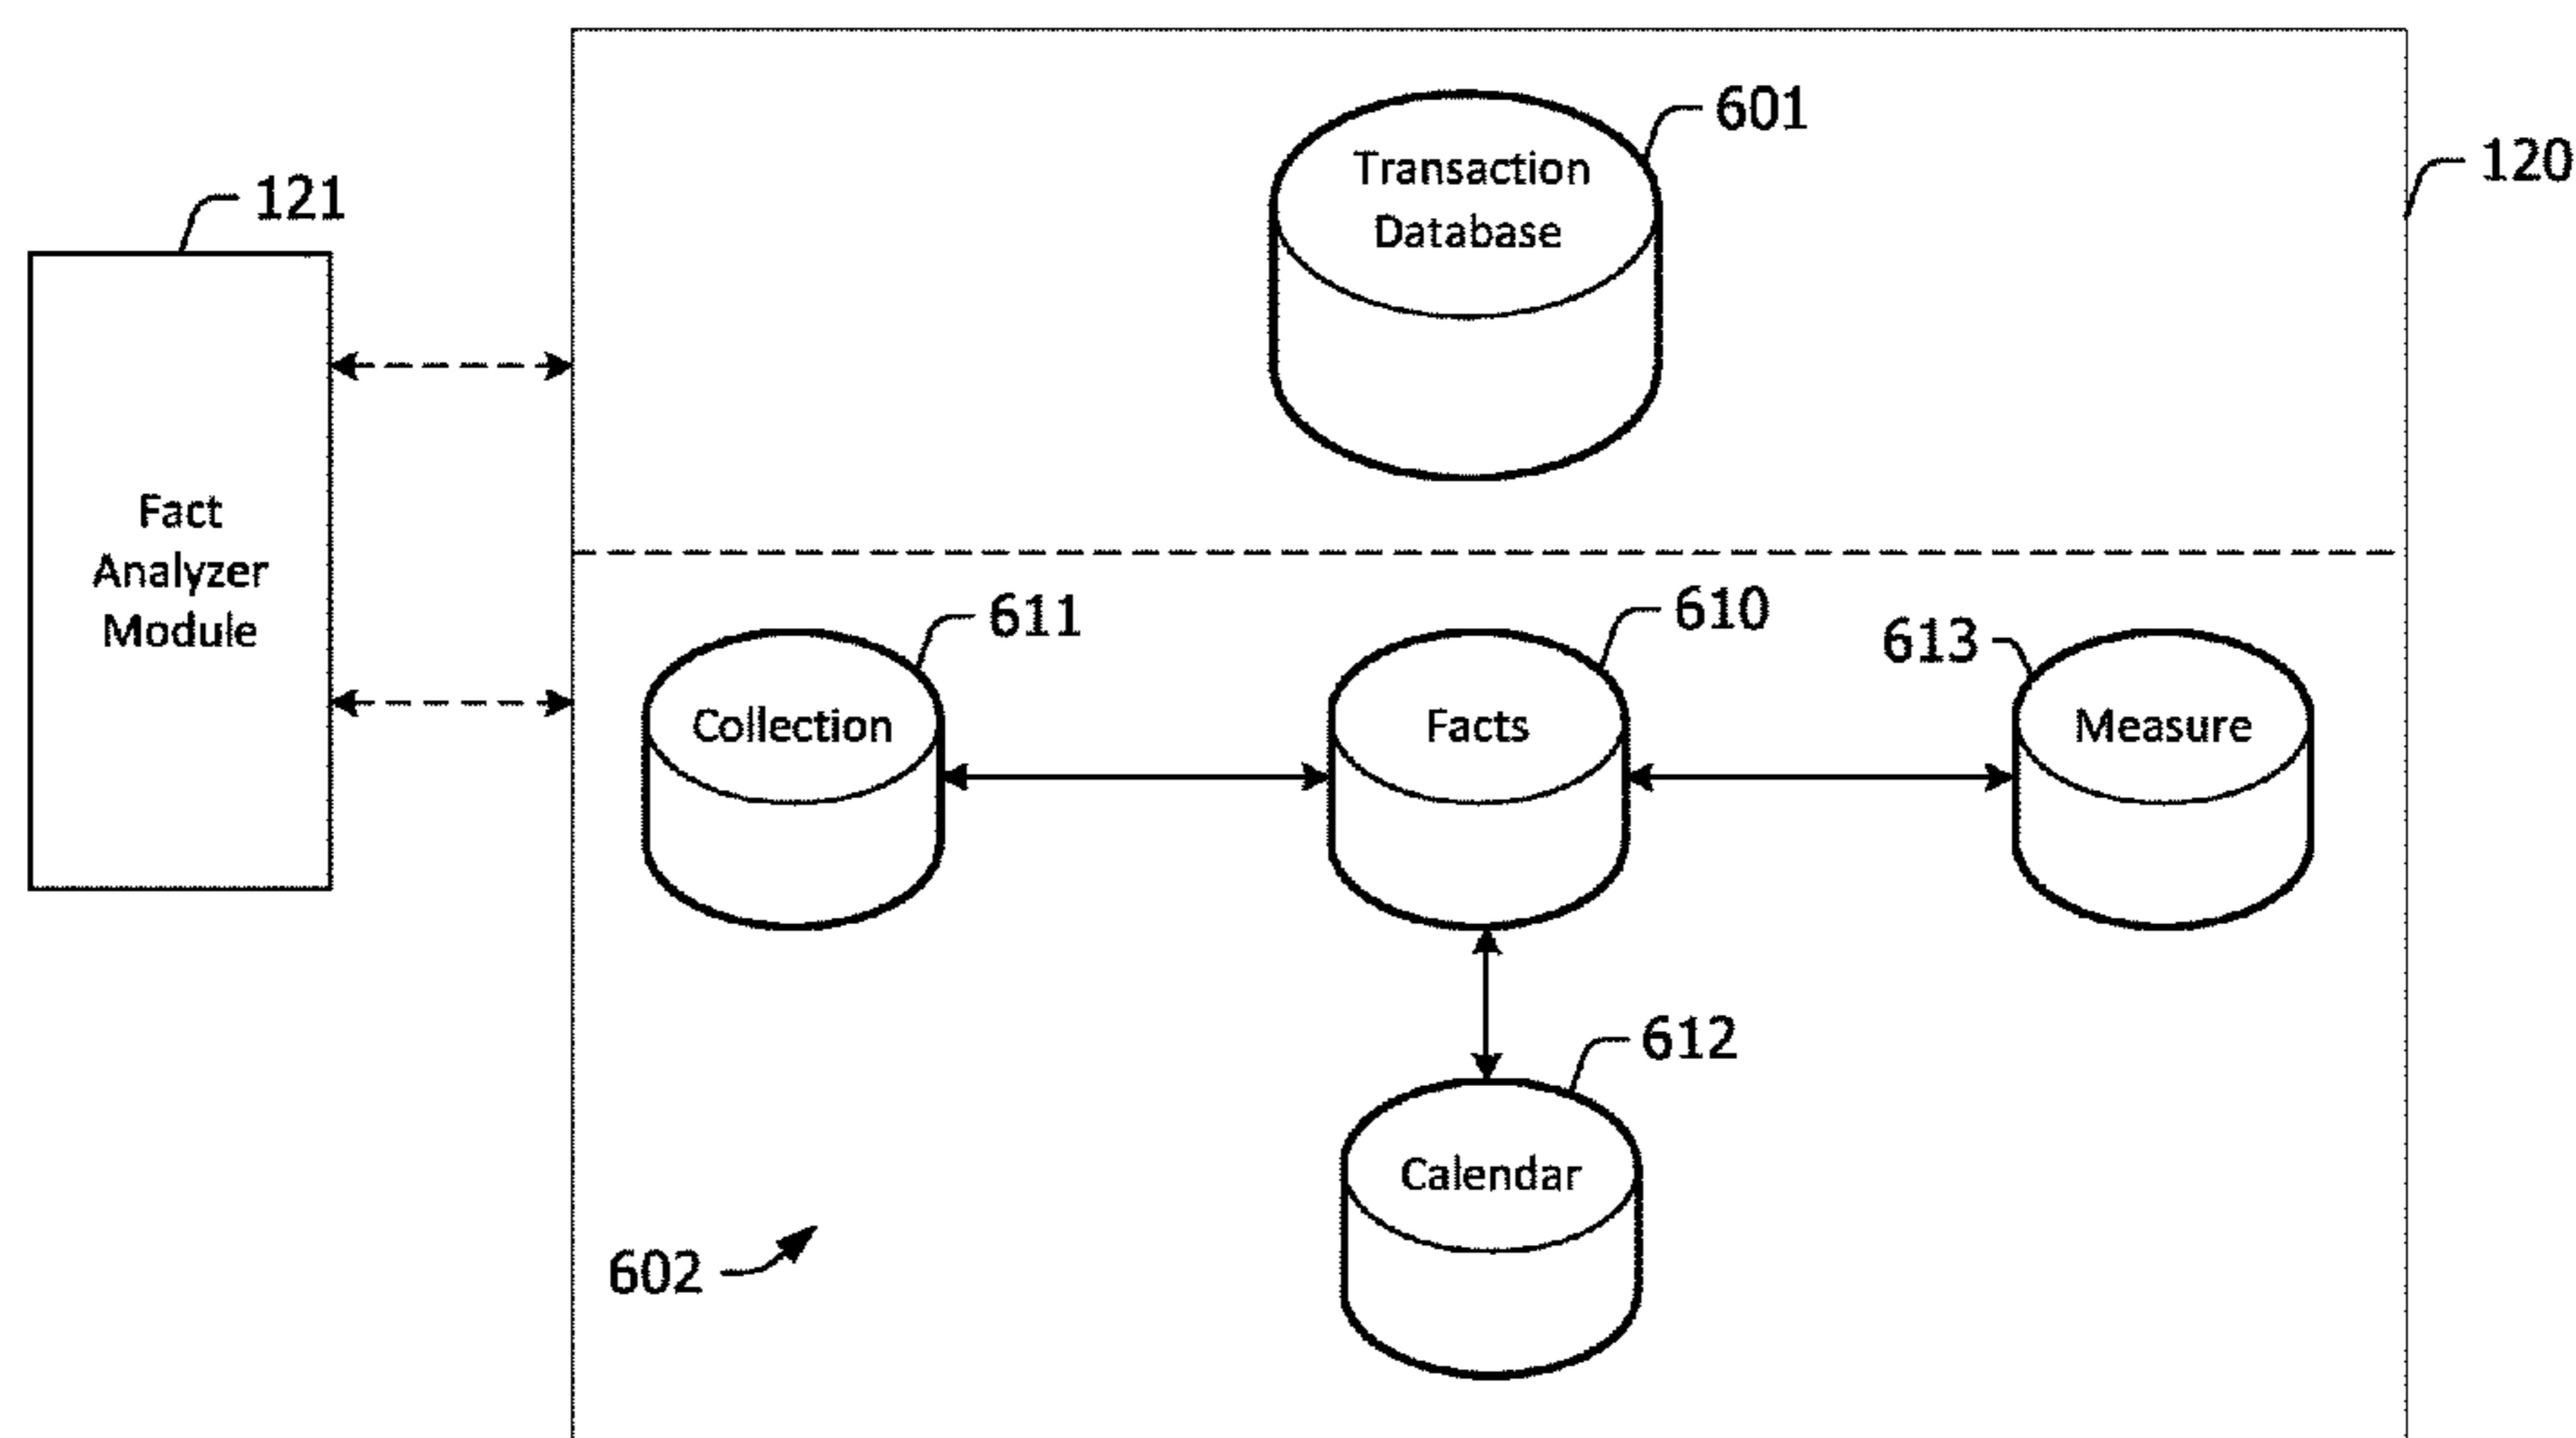 601
Transaction
Database
120
121
Fact
Analyzer
Module
611
Collection
610
Facts
613
Measure
612
Calendar
602